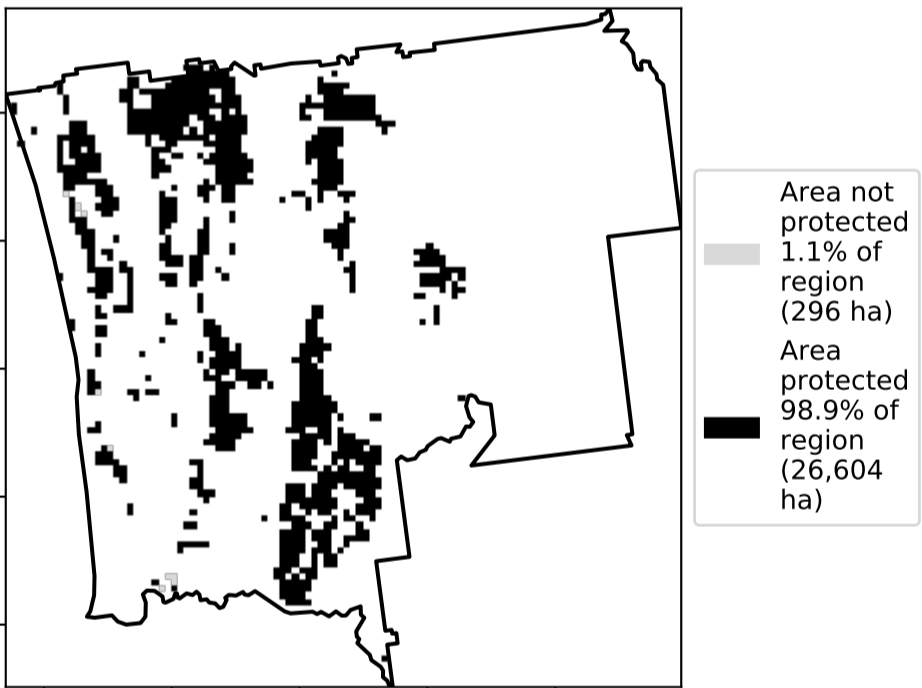 Area not
protected
1.1% of
region
(296 ha)
Area
protected
98.9% of
region
(26,604
ha)